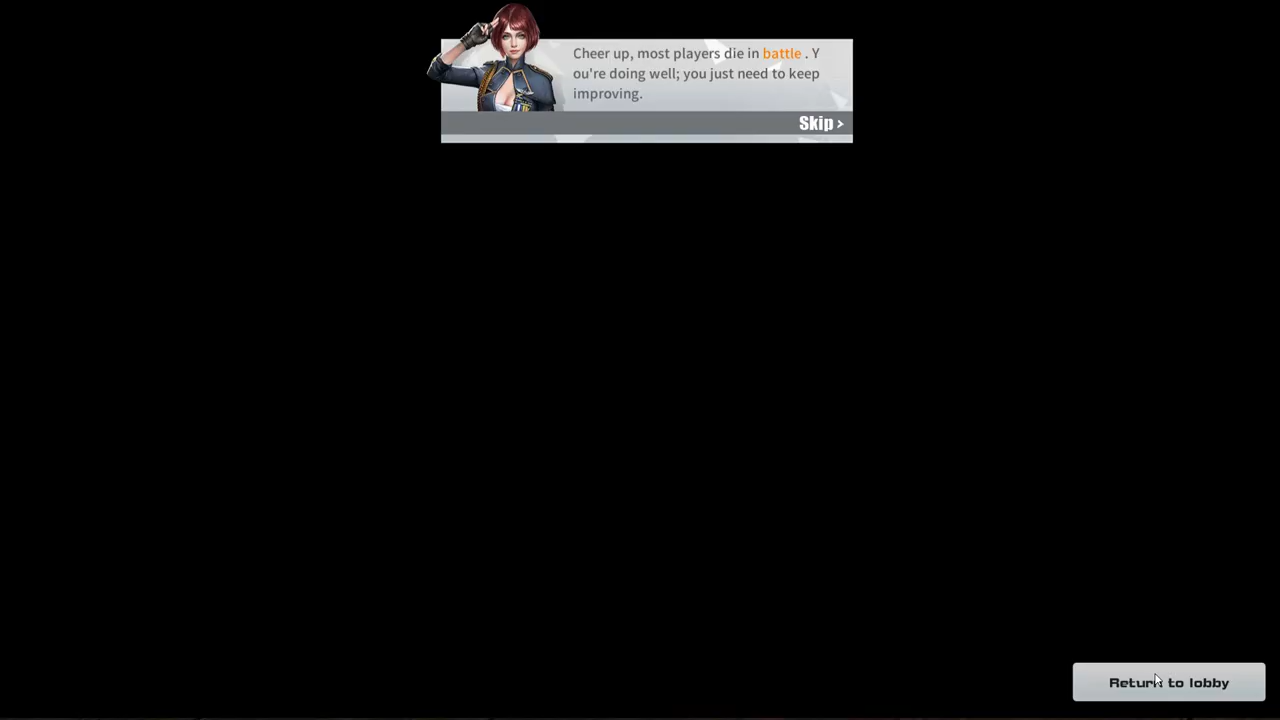 Cheer up, most players die in battle . Y
ou're doing well; you just need to keep
improving.
Skip >
Return to lobby